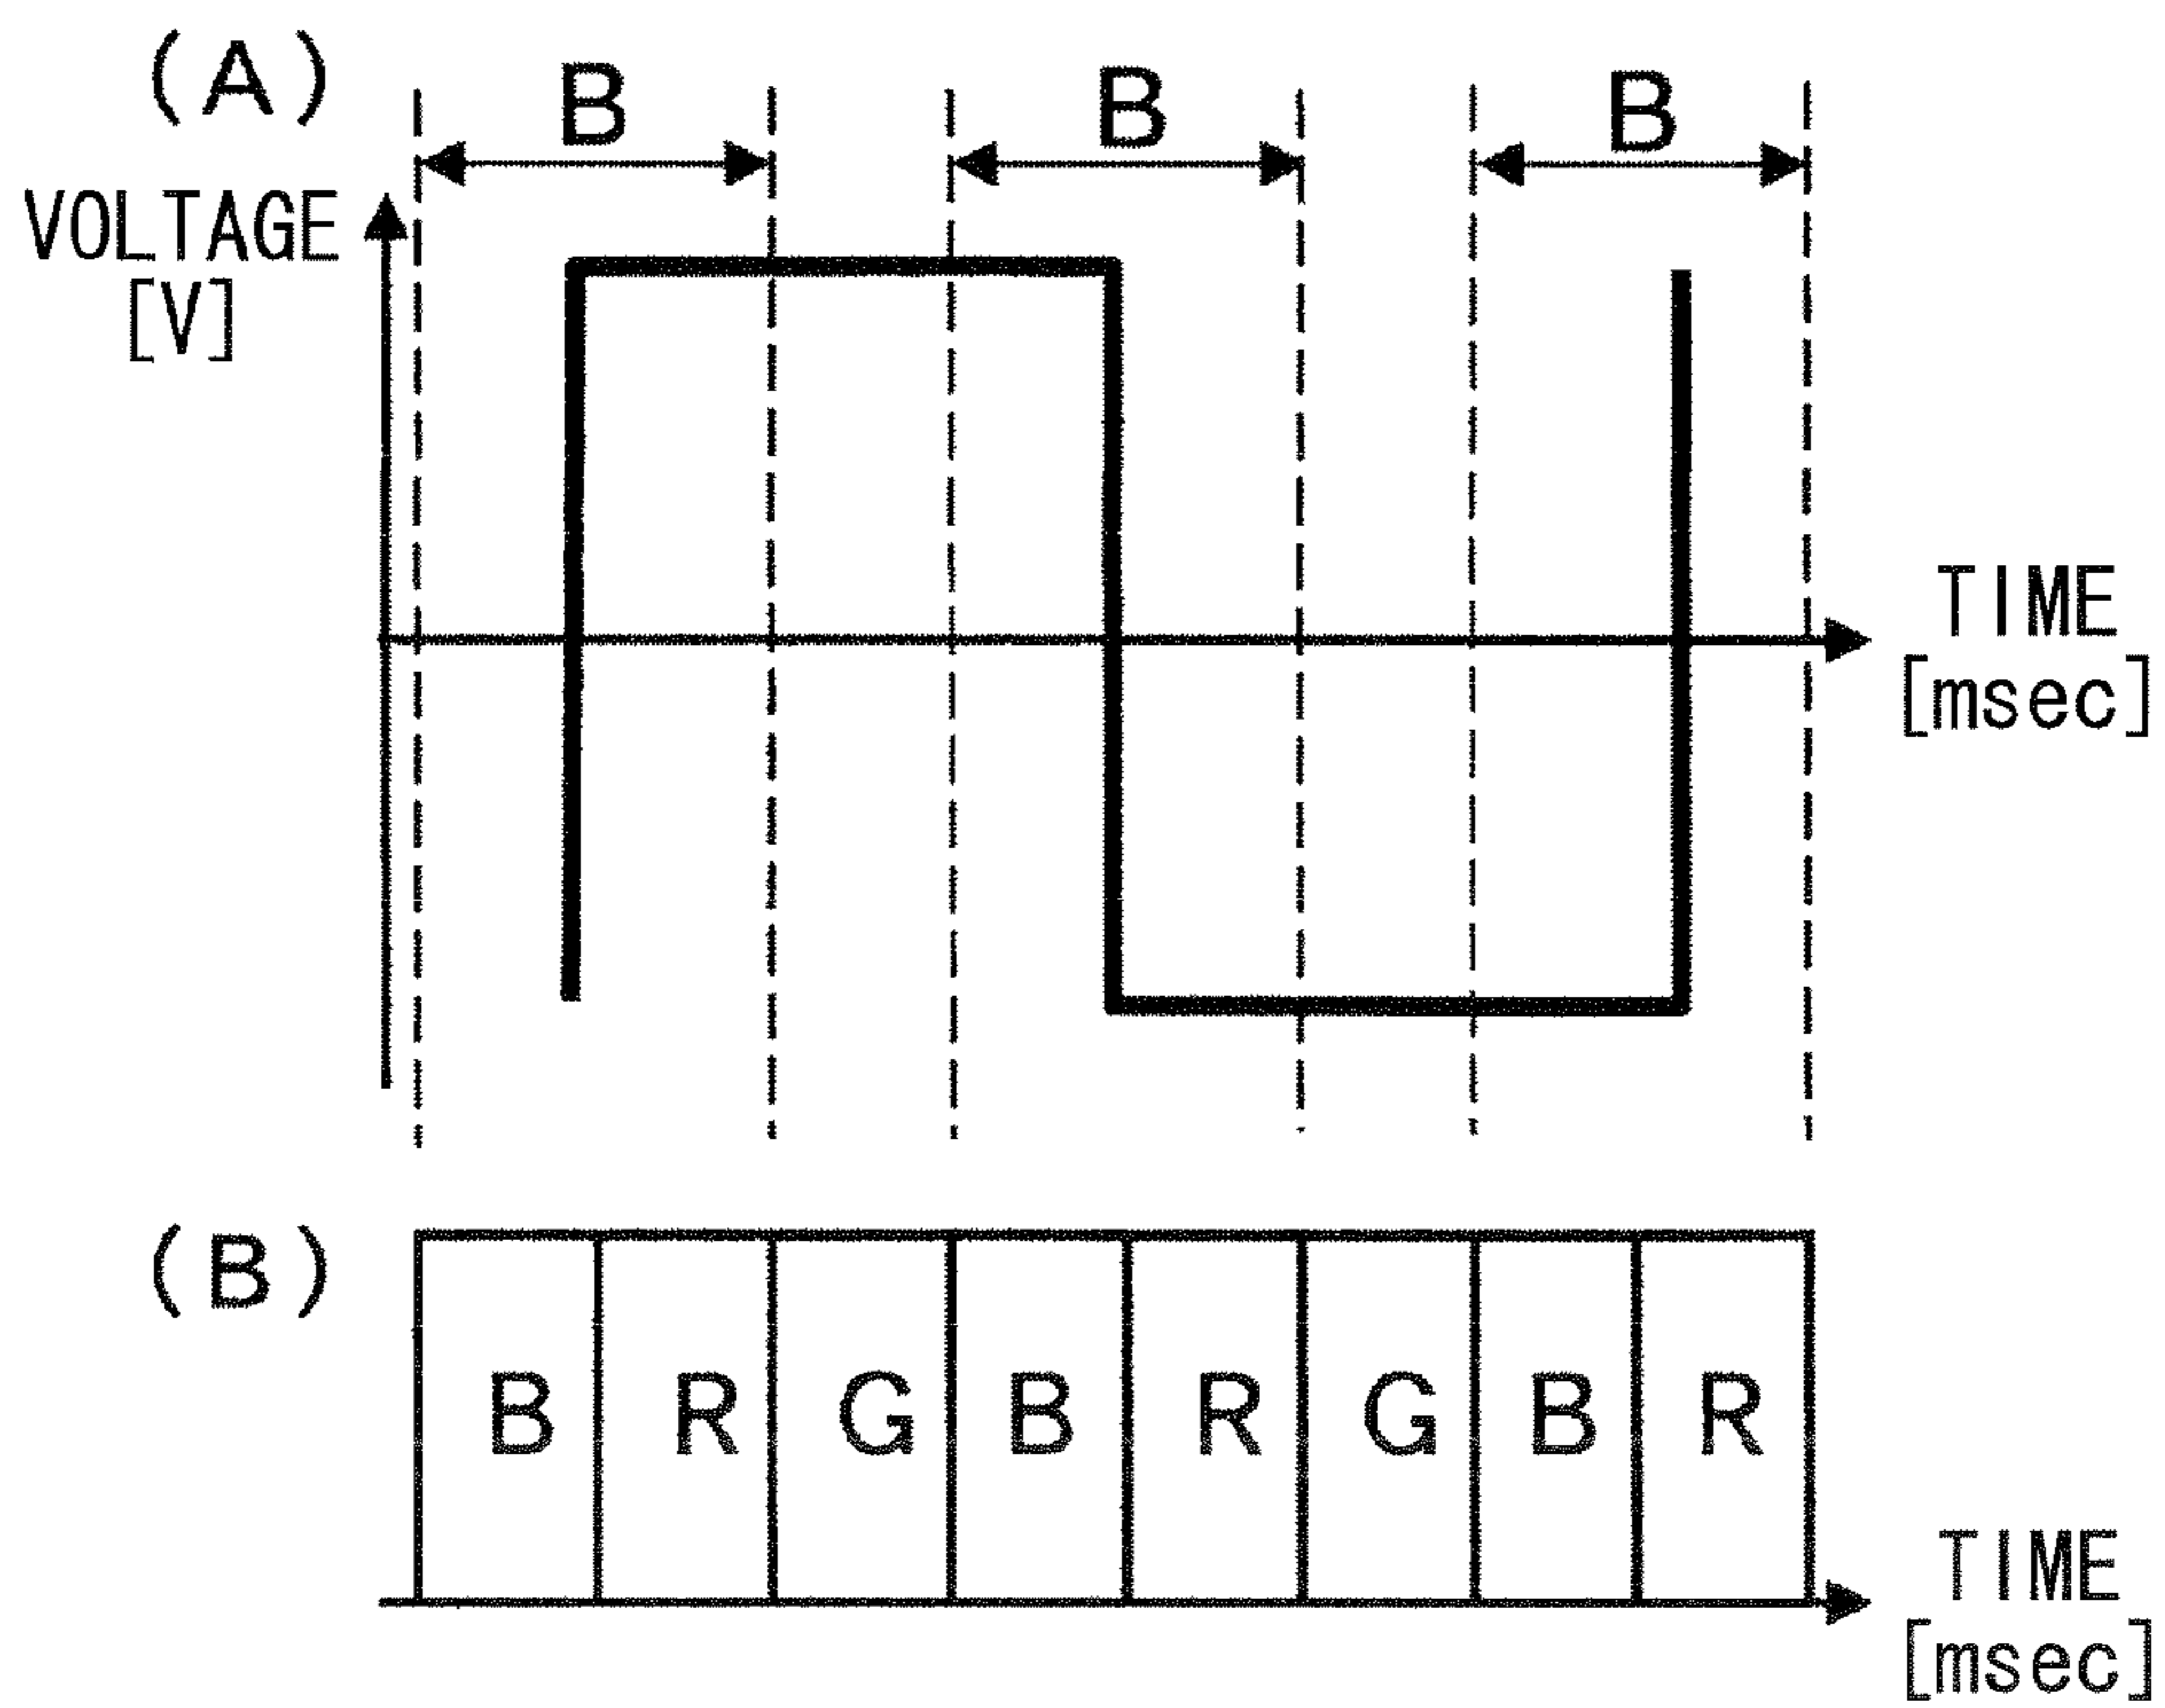 (A)
B B B
VOLTAGE
[V]
TIME
[msec]
(B)
B R G B R G B R
TIME
[msec]